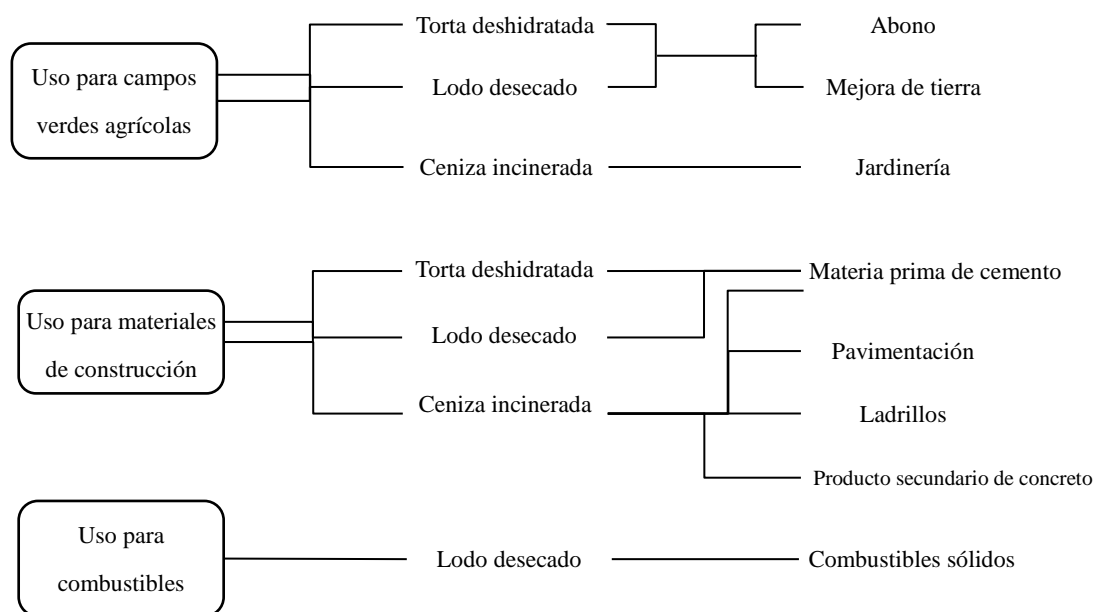 Uso para campos
verdes agrícolas
Torta deshidratada
Lodo desecado
Ceniza incinerada
Abono
Mejora de tierra
Jardinería
Uso para materiales
de construcción
Torta deshidratada
Lodo desecado
Ceniza incinerada
Materia prima de cemento
Pavimentación
Ladrillos
Producto secundario de concreto
Uso para
combustibles
Lodo desecado
Combustibles sólidos